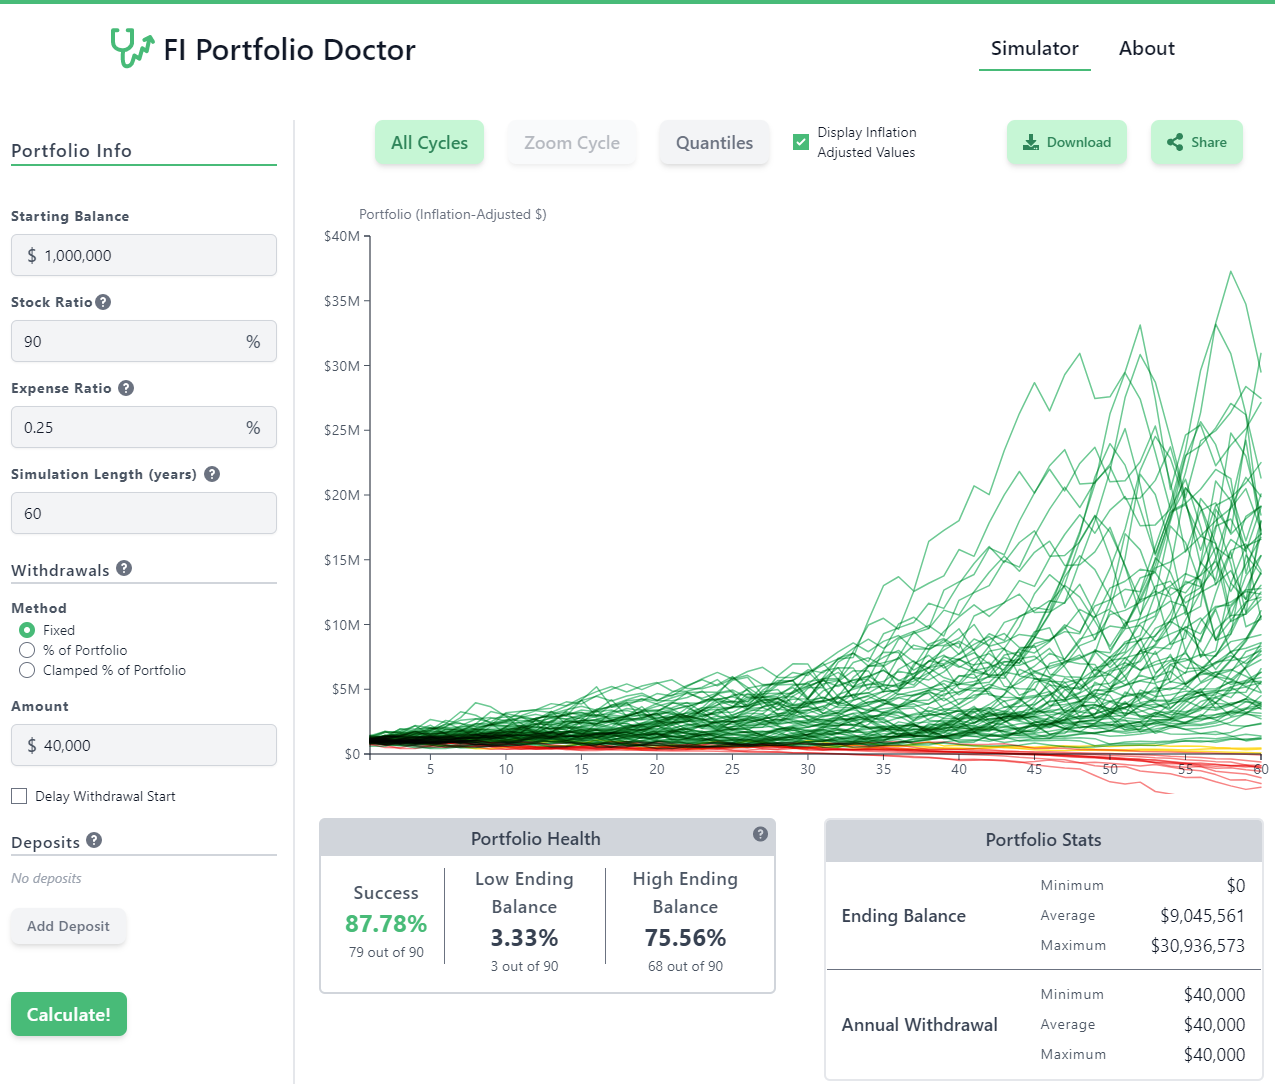 FI Portfolio Doctor
Simulator
About
Portfolio Info
Starting Balance
$ 1,000,000
Stock Ratio ?
90 %
Expense Ratio ?
0.25 %
Simulation Length (years) ?
60
Withdrawals ?
Method
Fixed
% of Portfolio
Clamped % of Portfolio
Amount
$ 40,000
Delay Withdrawal Start
Deposits ?
No deposits
Add Deposit
Calculate!
All Cycles
Zoom Cycle
Quantiles
Display Inflation
Adjusted Values
Download
Share
Portfolio (Inflation-Adjusted $)
$40M
$35M
$30M
$25M
$20M
$15M
$10M
$5M
$0
5 10 15 20 25 30 35 40 45 50 55 60
Portfolio Health ?
Success
87.78%
79 out of 90
Low Ending
Balance
3.33%
3 out of 90
High Ending
Balance
75.56%
68 out of 90
Portfolio Stats
Ending Balance
Minimum $0
Average $9,045,561
Maximum $30,936,573
Annual Withdrawal
Minimum $40,000
Average $40,000
Maximum $40,000